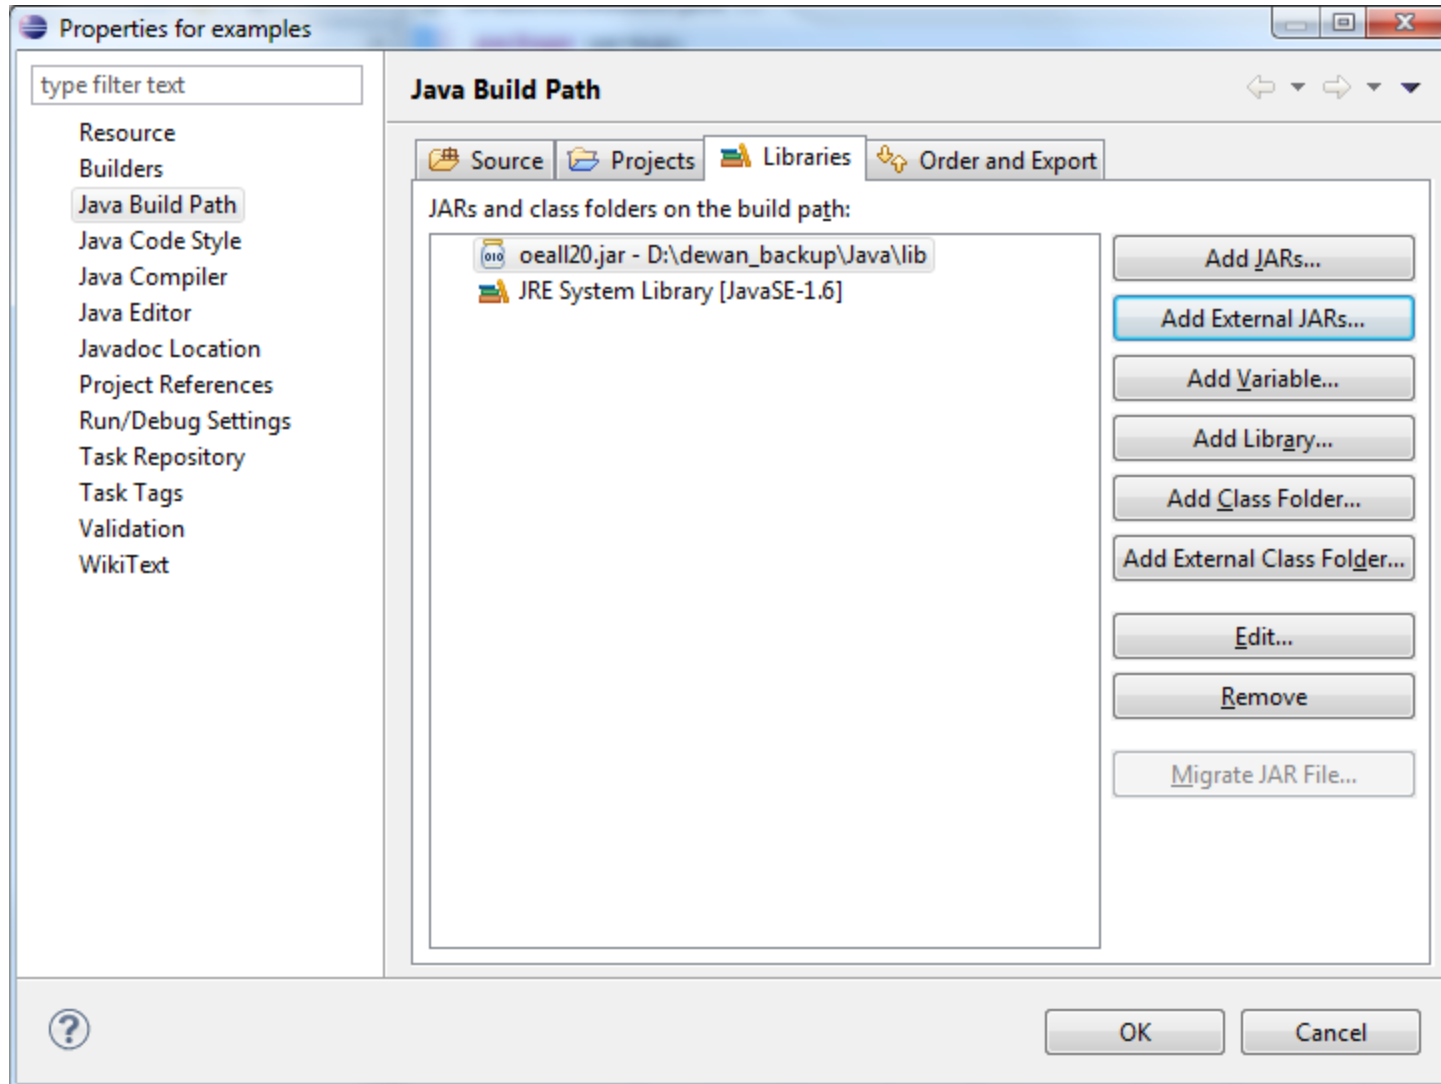 Properties for examples
type filter text
Resource
Builders
Java Build Path
Java Code Style
Java Compiler
Java Editor
Javadoc Location
Project References
Run/Debug Settings
Task Repository
Task Tags
Validation
WikiText
Java Build Path
Source
Projects
Libraries
Order and Export
JARs and class folders on the build path:
oeall20.jar - D:\dewan_backup\Java\lib
JRE System Library [JavaSE-1.6]
Add JARs...
Add External JARs...
Add Variable...
Add Library...
Add Class Folder...
Add External Class Folder...
Edit...
Remove
Migrate JAR File...
OK
Cancel